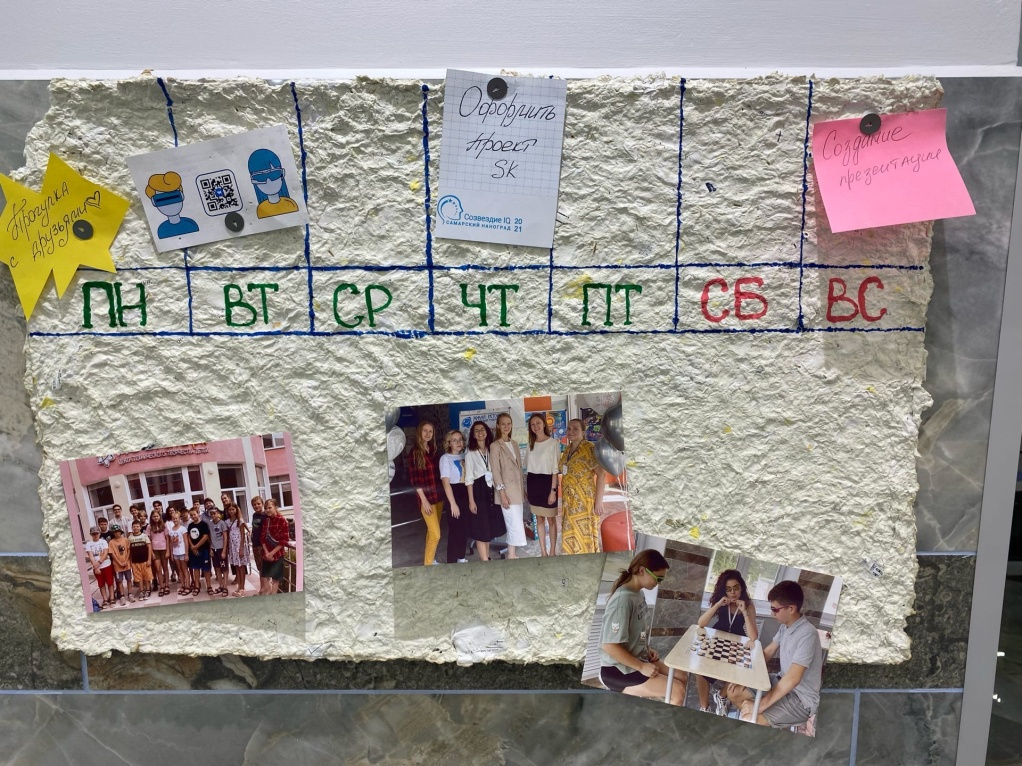 Прогулка
с друзьями
Оформить
проект
SK
Созвездие IQ 20
САМАРСКИЙ НАНОГРАД 21
Создание
презентации
ПН ВТ СР ЧТ ПТ СБ ВС